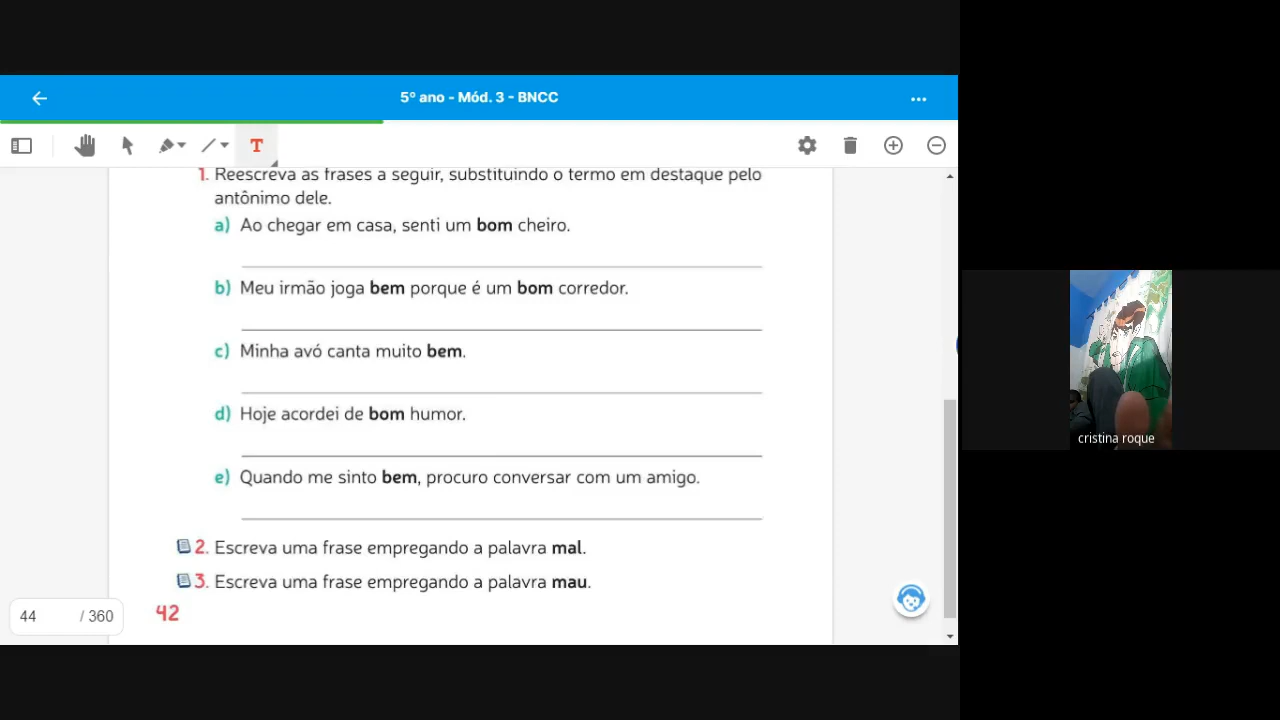 5º ano - Mód. 3 - BNCC
...
T
1. Reescreva as frases a seguir, substituindo o termo em destaque pelo
antônimo dele.
a) Ao chegar em casa, senti um bom cheiro.
b) Meu irmão joga bem porque é um bom corredor.
c) Minha avó canta muito bem.
d) Hoje acordei de bom humor.
e) Quando me sinto bem, procuro conversar com um amigo.
2. Escreva uma frase empregando a palavra mal.
3. Escreva uma frase empregando a palavra mau.
42
44 / 360
cristina roque